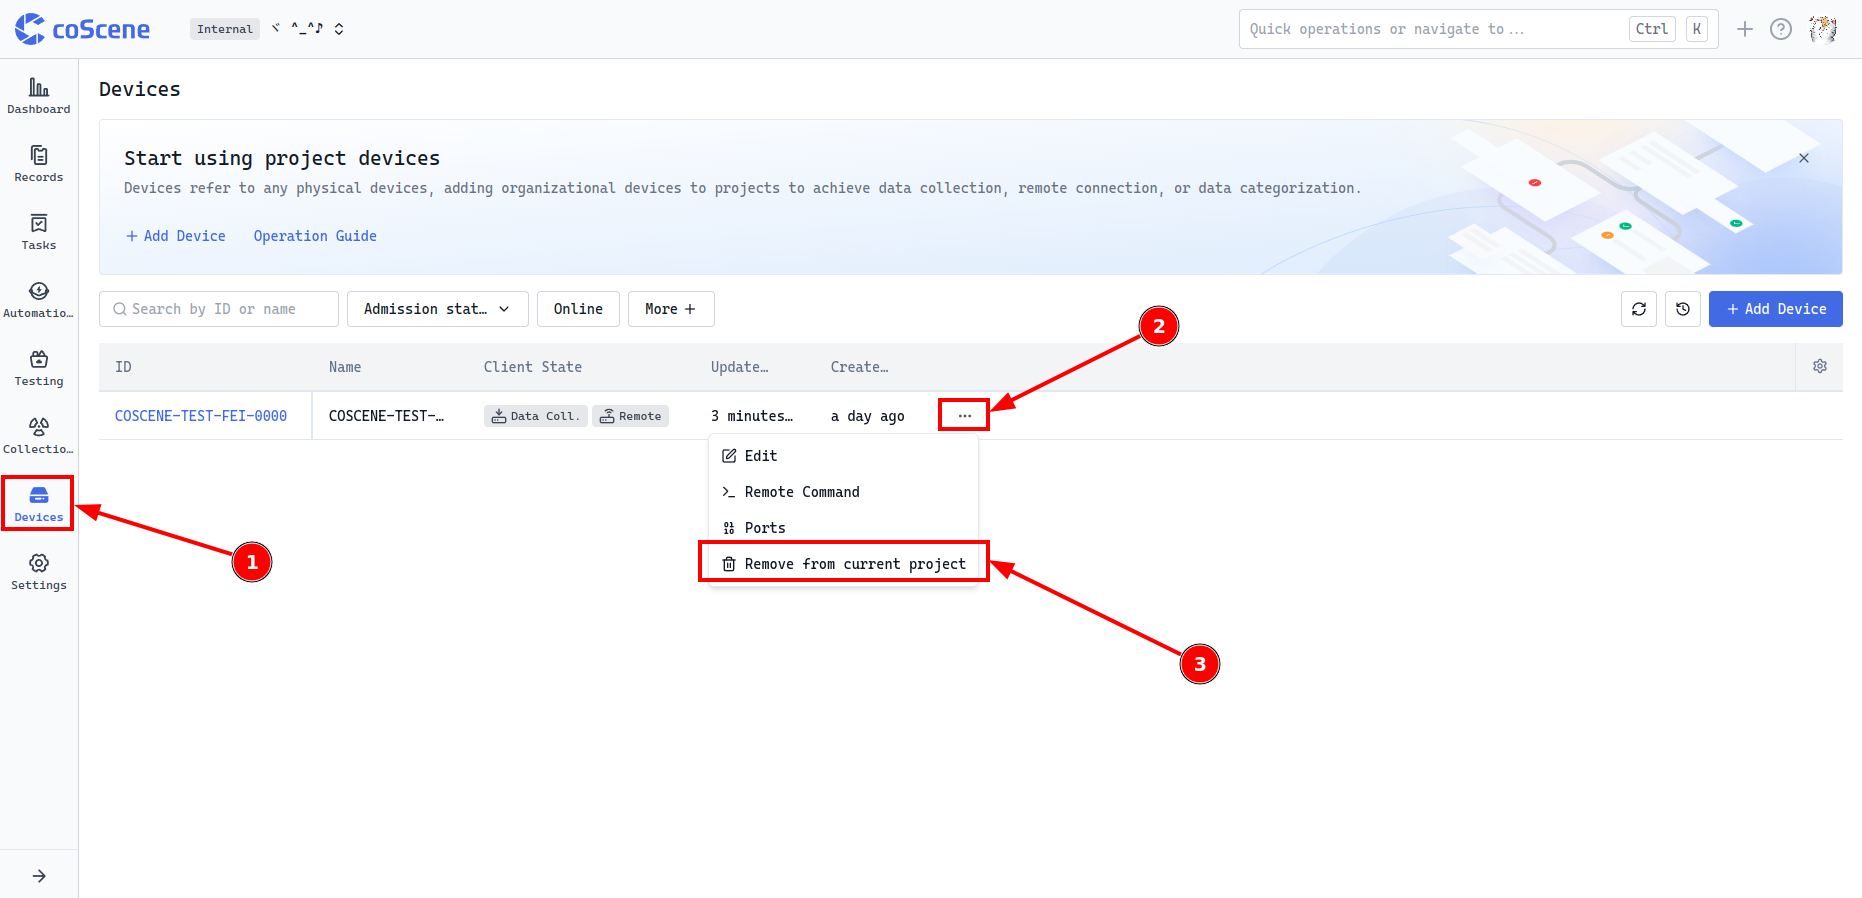 coScene Internal ヾ ^_^♪ Quick operations or navigate to ... Ctrl K
Dashboard
Records
Tasks
Automatio…
Testing
Collectio…
Devices
Settings
Devices
Start using project devices
Devices refer to any physical devices, adding organizational devices to projects to achieve data collection, remote connection, or data categorization.
+ Add Device Operation Guide
Search by ID or name Admission stat… Online More + + Add Device
ID Name Client State Update… Create…
COSCENE-TEST-FEI-0000 COSCENE-TEST-… Data Coll. Remote 3 minutes… a day ago ···
Edit
Remote Command
Ports
Remove from current project
1
2
3